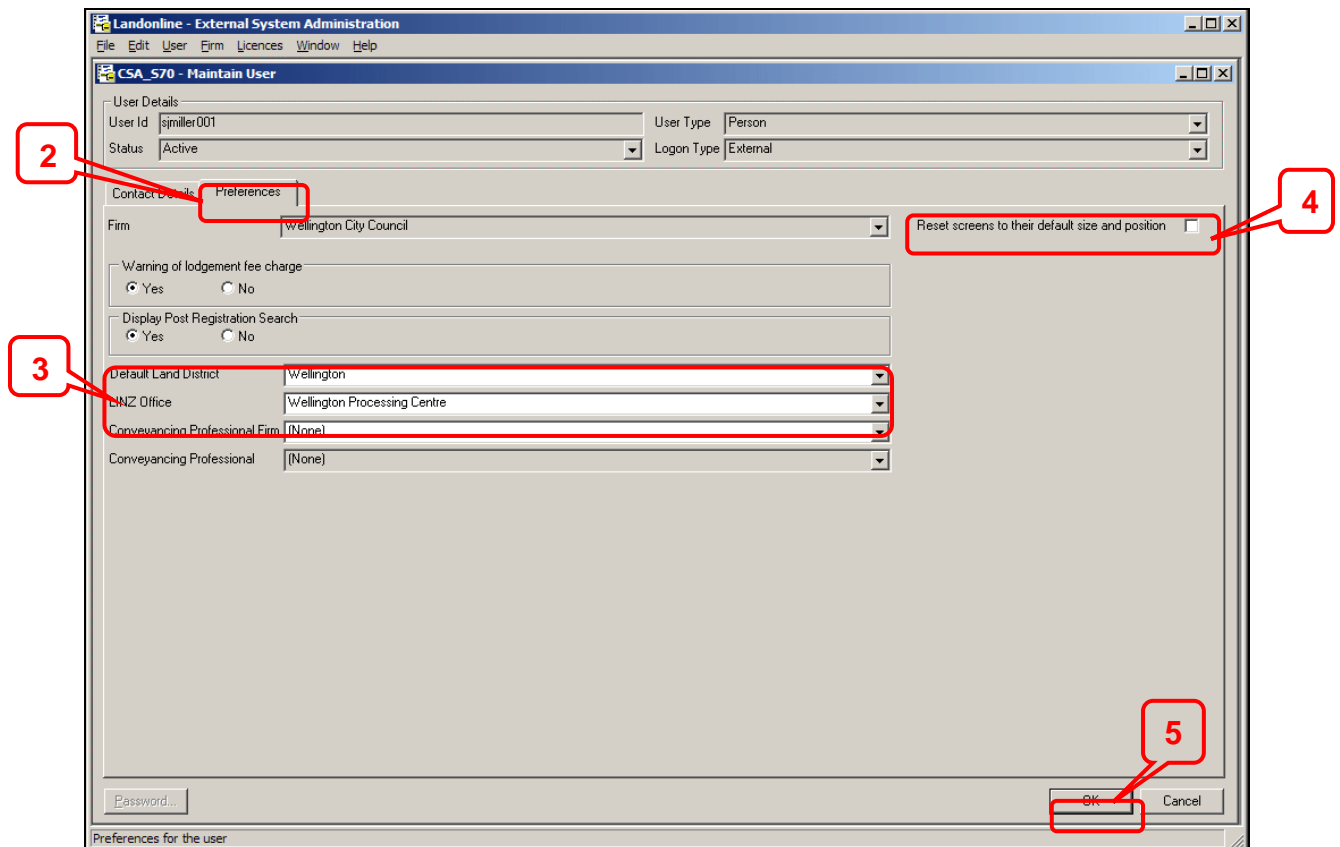 Landonline - External System Administration
File Edit User Firm Licences Window Help
CSA_S70 - Maintain User
User Details
User Id sjmiller001 User Type Person
Status Active Logon Type External
2
Contact Details Preferences
4
Firm Wellington City Council Reset screens to their default size and position
Warning of lodgement fee charge
Yes No
Display Post Registration Search
Yes No
3
Default Land District Wellington
LINZ Office Wellington Processing Centre
Conveyancing Professional Firm (None)
Conveyancing Professional (None)
5
Password... OK Cancel
Preferences for the user